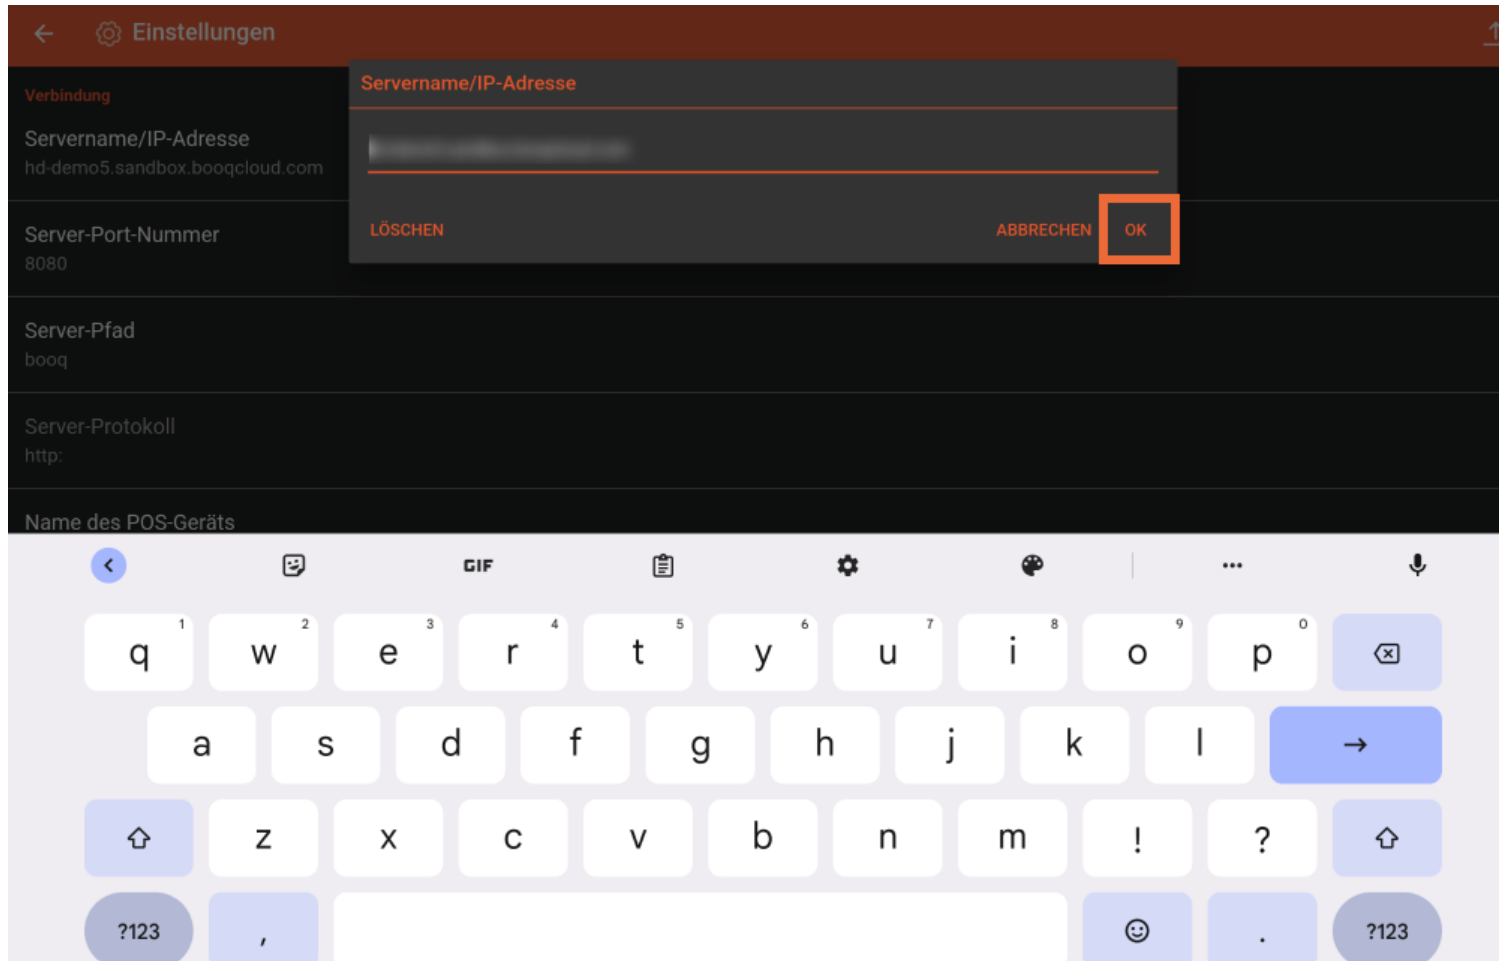 Einstellungen
Servername/IP-Adresse
Verbindung
Servername/IP-Adresse
hd-demo5.sandbox.booqcloud.com
LÖSCHEN ABBRECHEN OK
Server-Port-Nummer
8080
Server-Pfad
booq
Server-Protokoll
http:
Name des POS-Geräts
GIF
q 1 w 2 e 3 r 4 t 5 y 6 u 7 i 8 o 9 p 0
a s d f g h j k l
z x c v b n m ! ?
?123 , . ?123